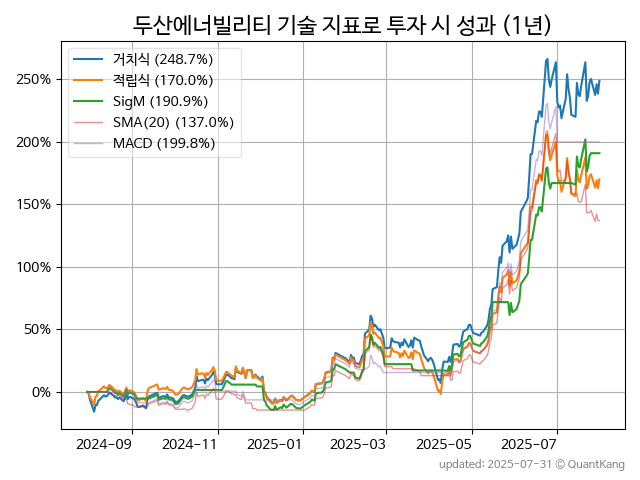 두산에너빌리티 기술 지표로 투자 시 성과 (1년)
거치식 (248.7%)
적립식 (170.0%)
SigM (190.9%)
SMA(20) (137.0%)
MACD (199.8%)
250%
200%
150%
100%
50%
0%
2024-09 2024-11 2025-01 2025-03 2025-05 2025-07
updated: 2025-07-31 © QuantKang